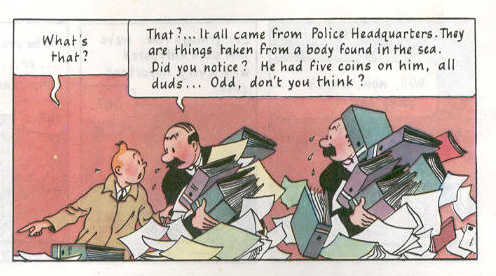 What's
that?
That?... It all came from Police Headquarters. They
are things taken from a body found in the sea.
Did you notice? He had five coins on him, all
duds... Odd, don't you think?